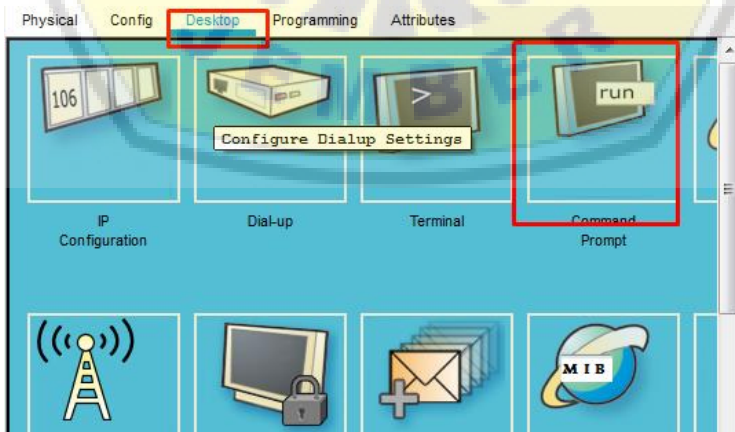 Physical Config Desktop Programming Attributes
106
>
run
Configure Dialup Settings
IP Configuration
Dial-up
Terminal
Command Prompt
MIB